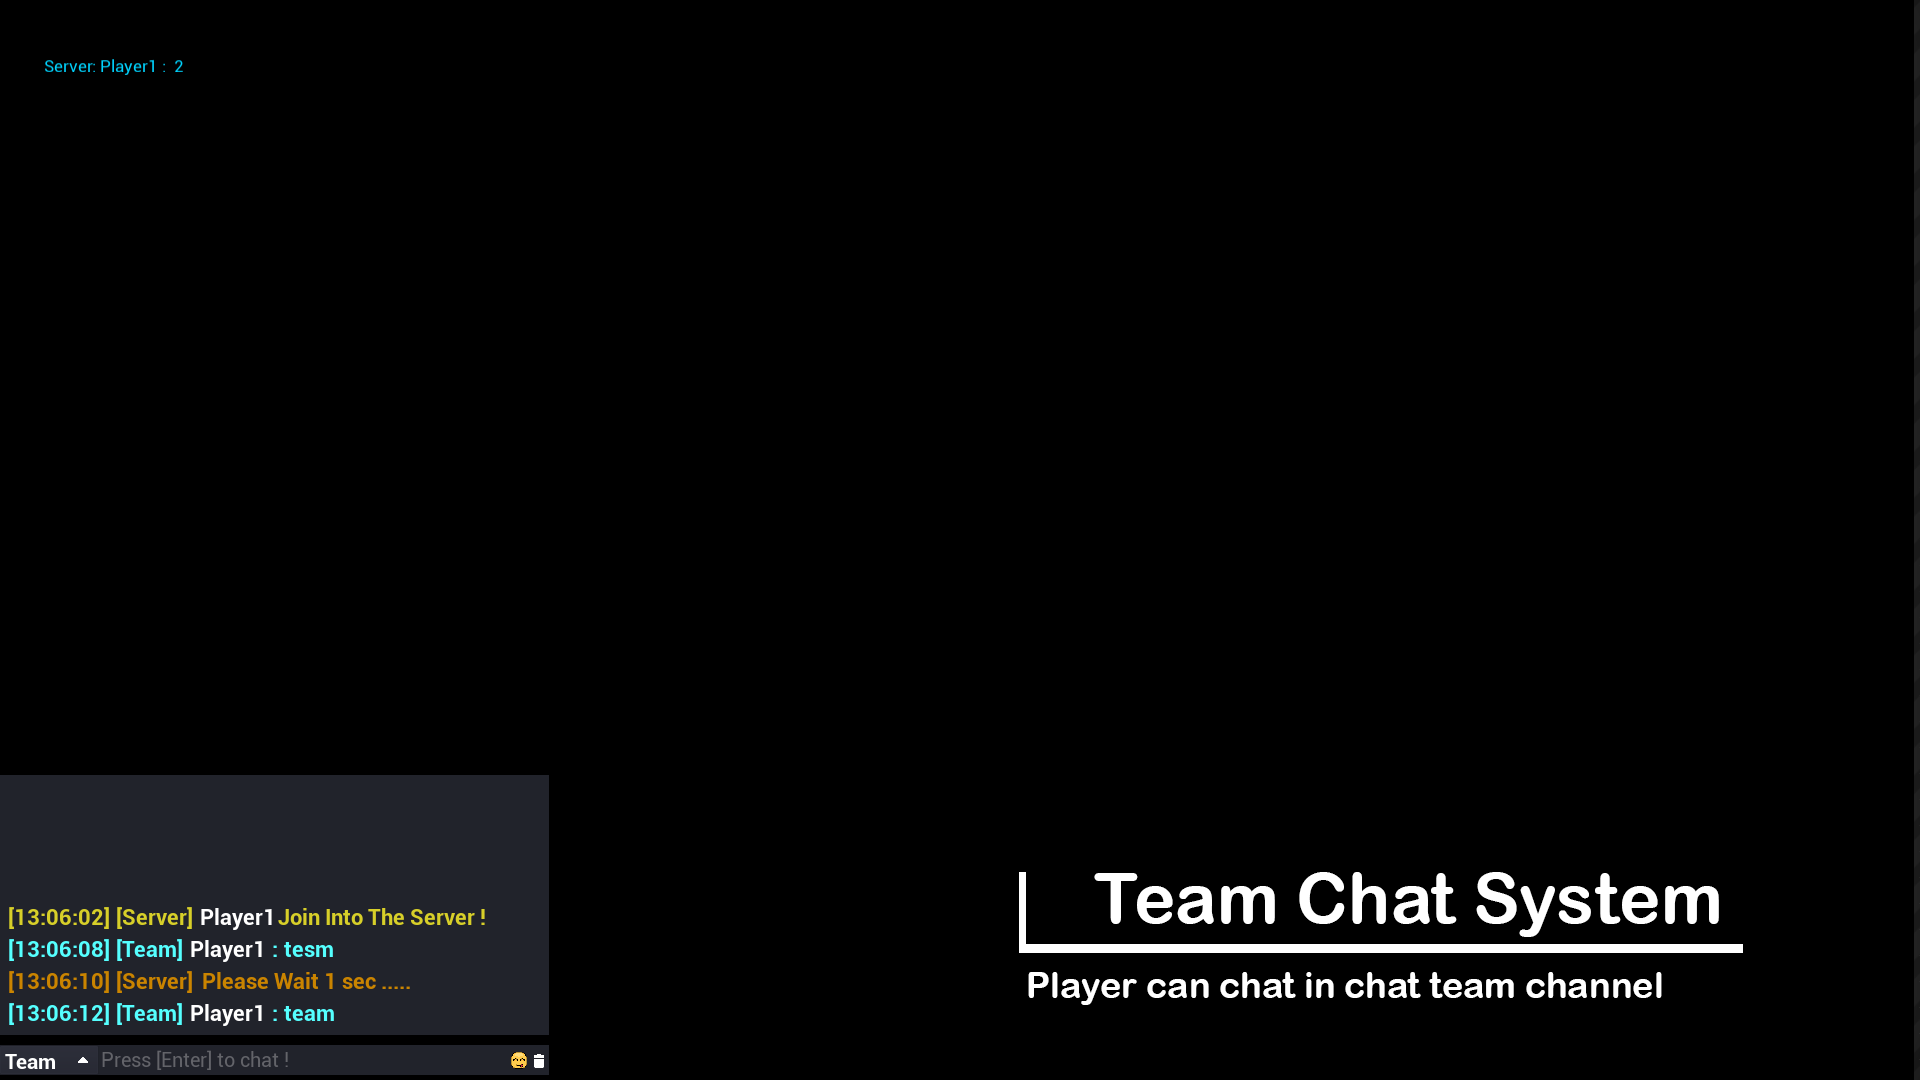 Server: Player1 : 2
[13:06:02] [Server] Player1 Join Into The Server !
[13:06:08] [Team] Player1 : tesm
[13:06:10] [Server] Please Wait 1 sec .....
[13:06:12] [Team] Player1 : team
Team Press [Enter] to chat !
Team Chat System
Player can chat in chat team channel